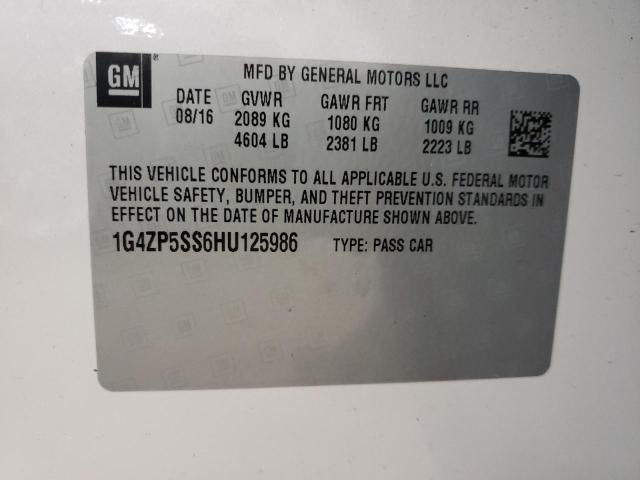 GM ®
MFD BY GENERAL MOTORS LLC
DATE GVWR GAWR FRT GAWR RR
08/16 2089 KG 1080 KG 1009 KG
4604 LB 2381 LB 2223 LB
THIS VEHICLE CONFORMS TO ALL APPLICABLE U.S. FEDERAL MOTOR
VEHICLE SAFETY, BUMPER, AND THEFT PREVENTION STANDARDS IN
EFFECT ON THE DATE OF MANUFACTURE SHOWN ABOVE.
1G4ZP5SS6HU125986 TYPE: PASS CAR